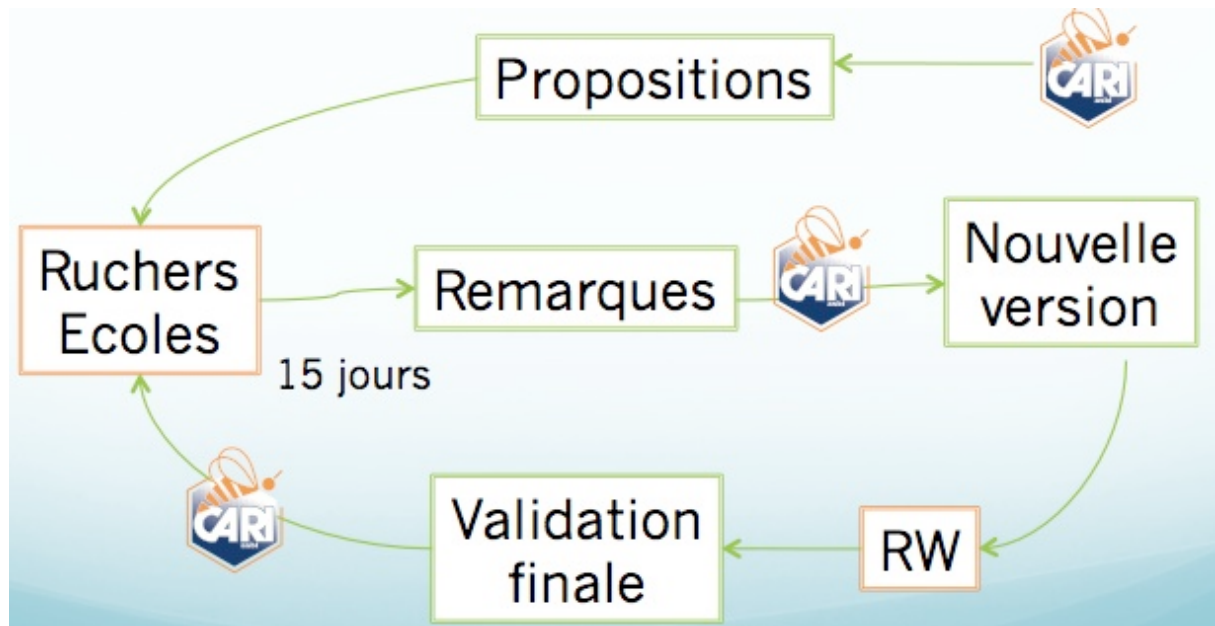 Propositions
CARI
Ruchers
Ecoles
15 jours
Remarques
CARI
Nouvelle
version
CARI
Validation
finale
RW